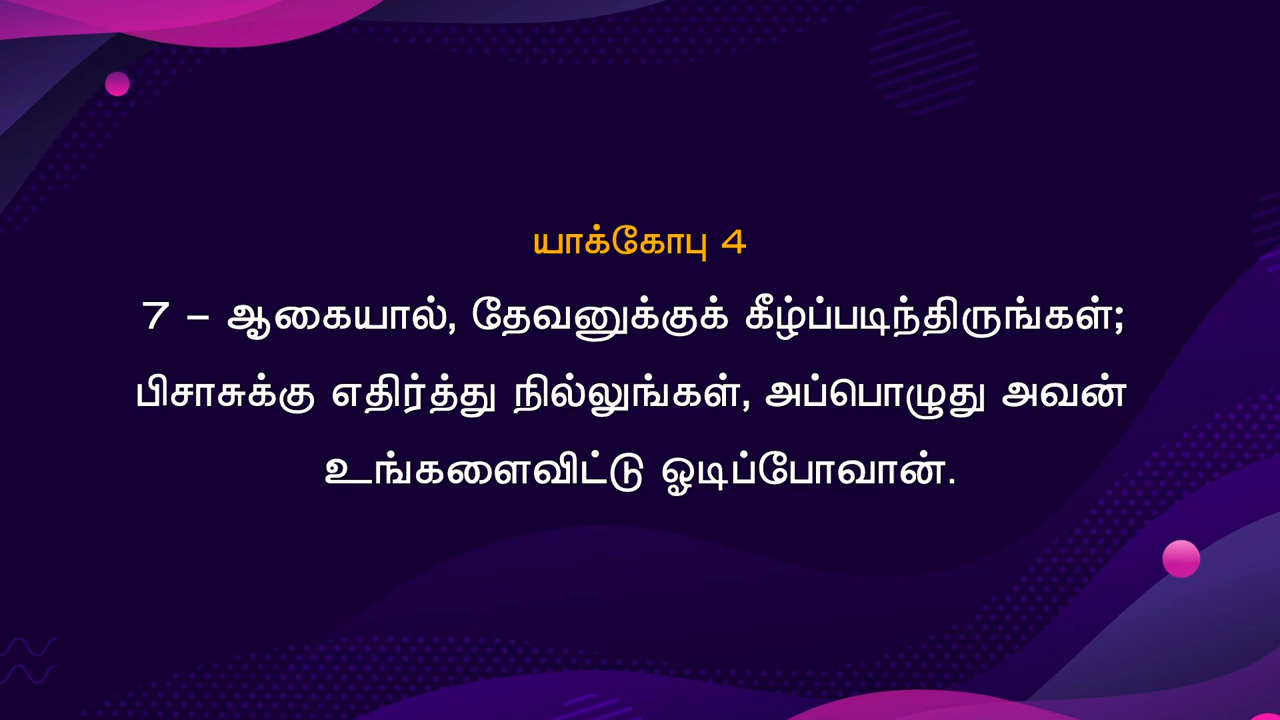 யாக்கோபு 4
7 – ஆகையால், தேவனுக்குக் கீழ்ப்படிந்திருங்கள்;
பிசாசுக்கு எதிர்த்து நில்லுங்கள், அப்பொழுது அவன்
உங்களைவிட்டு ஓடிப்போவான்.